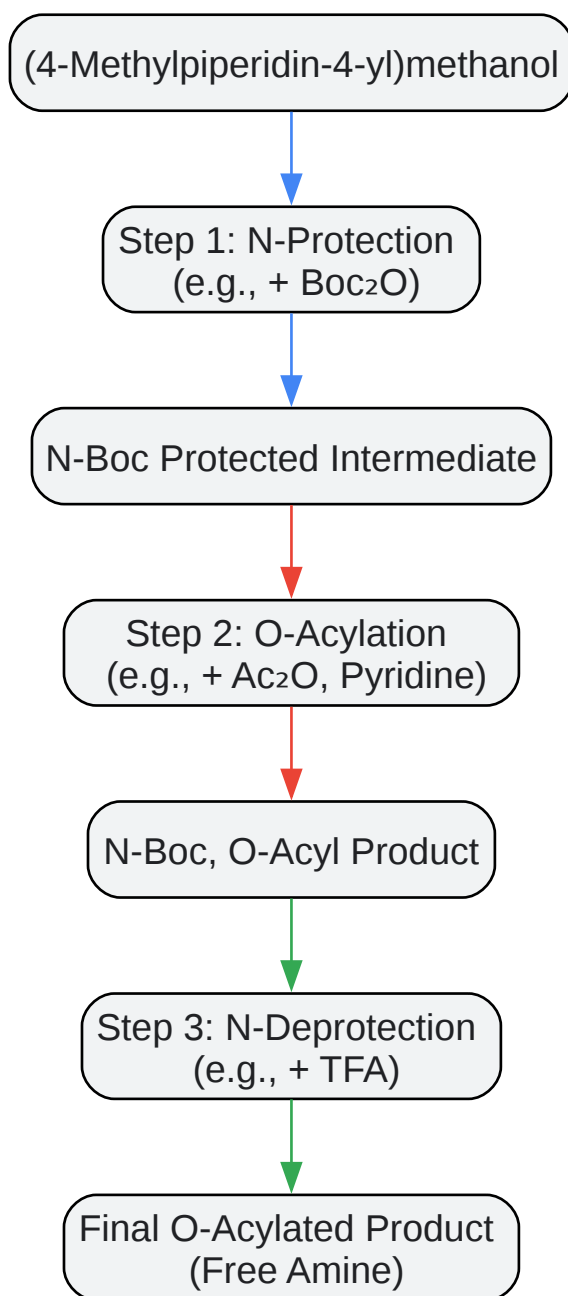 (4-Methylpiperidin-4-yl)methanol
Step 1: N-Protection
(e.g., + Boc₂O)
N-Boc Protected Intermediate
Step 2: O-Acylation
(e.g., + Ac₂O, Pyridine)
N-Boc, O-Acyl Product
Step 3: N-Deprotection
(e.g., + TFA)
Final O-Acylated Product
(Free Amine)